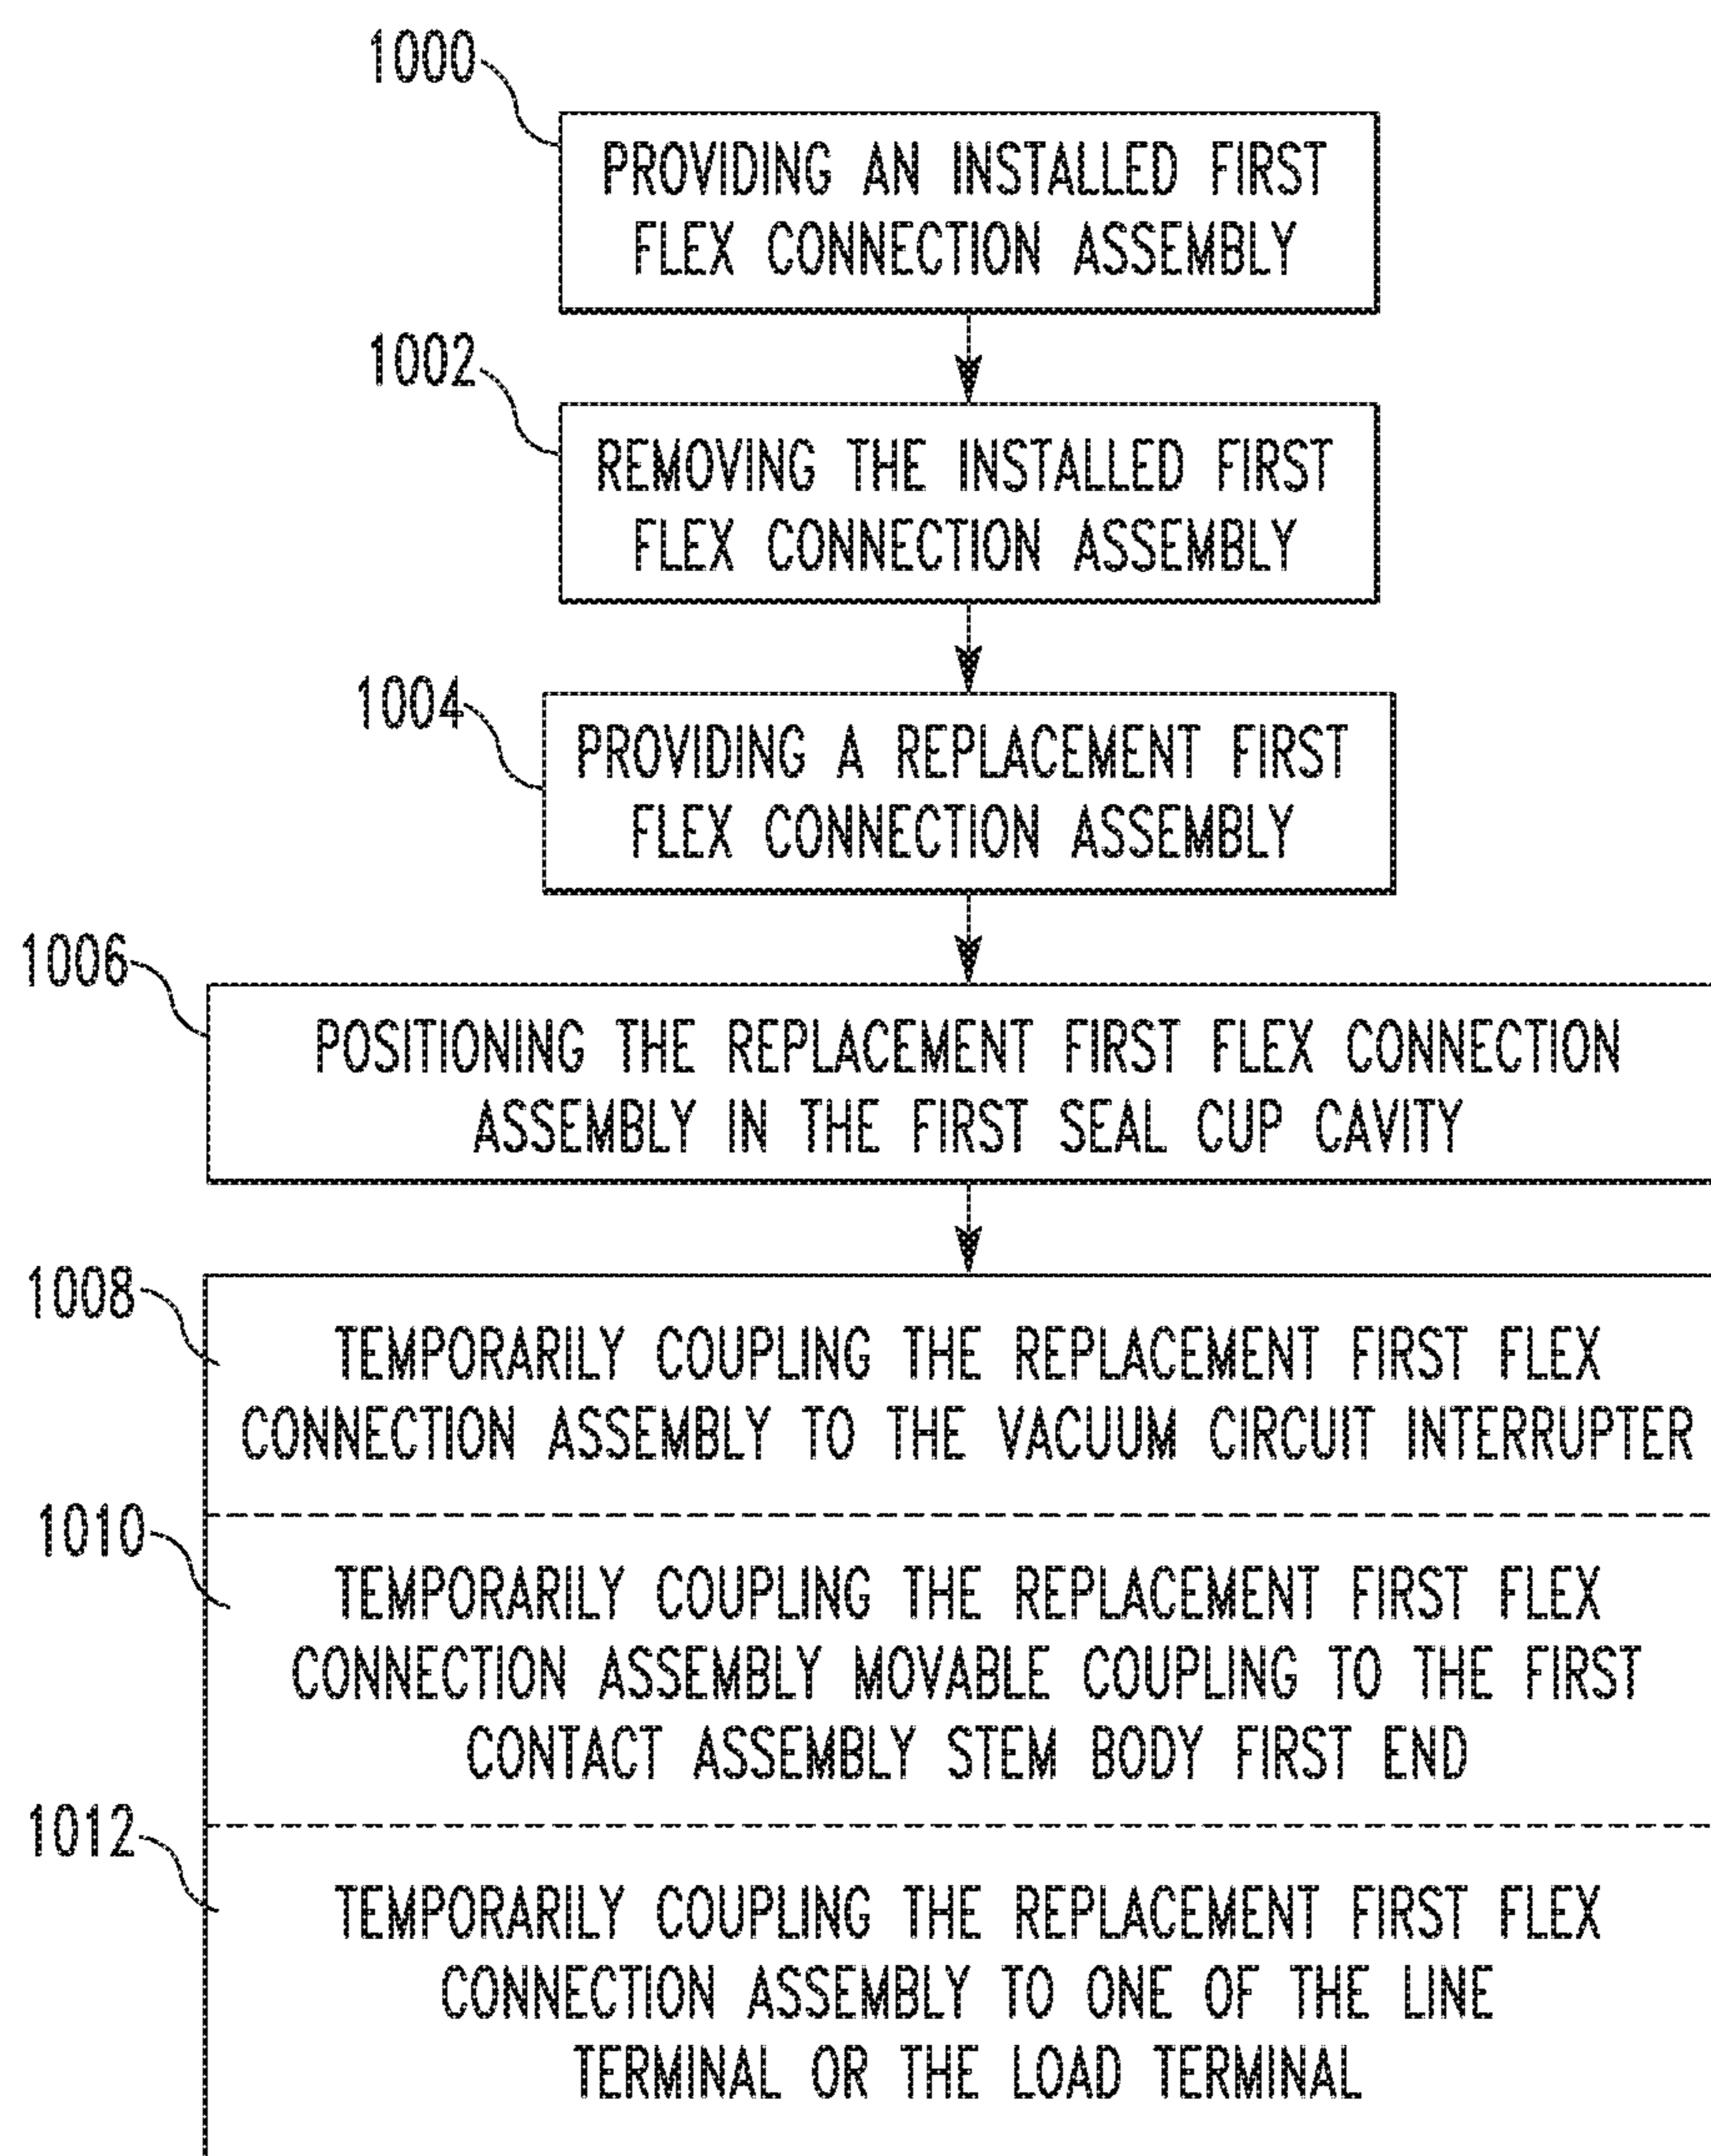 1000
PROVIDING AN INSTALLED FIRST
FLEX CONNECTION ASSEMBLY
1002
REMOVING THE INSTALLED FIRST
FLEX CONNECTION ASSEMBLY
1004
PROVIDING A REPLACEMENT FIRST
FLEX CONNECTION ASSEMBLY
1006
POSITIONING THE REPLACEMENT FIRST FLEX CONNECTION
ASSEMBLY IN THE FIRST SEAL CUP CAVITY
1008
TEMPORARILY COUPLING THE REPLACEMENT FIRST FLEX
CONNECTION ASSEMBLY TO THE VACUUM CIRCUIT INTERRUPTER
1010
TEMPORARILY COUPLING THE REPLACEMENT FIRST FLEX
CONNECTION ASSEMBLY MOVABLE COUPLING TO THE FIRST
CONTACT ASSEMBLY STEM BODY FIRST END
1012
TEMPORARILY COUPLING THE REPLACEMENT FIRST FLEX
CONNECTION ASSEMBLY TO ONE OF THE LINE
TERMINAL OR THE LOAD TERMINAL